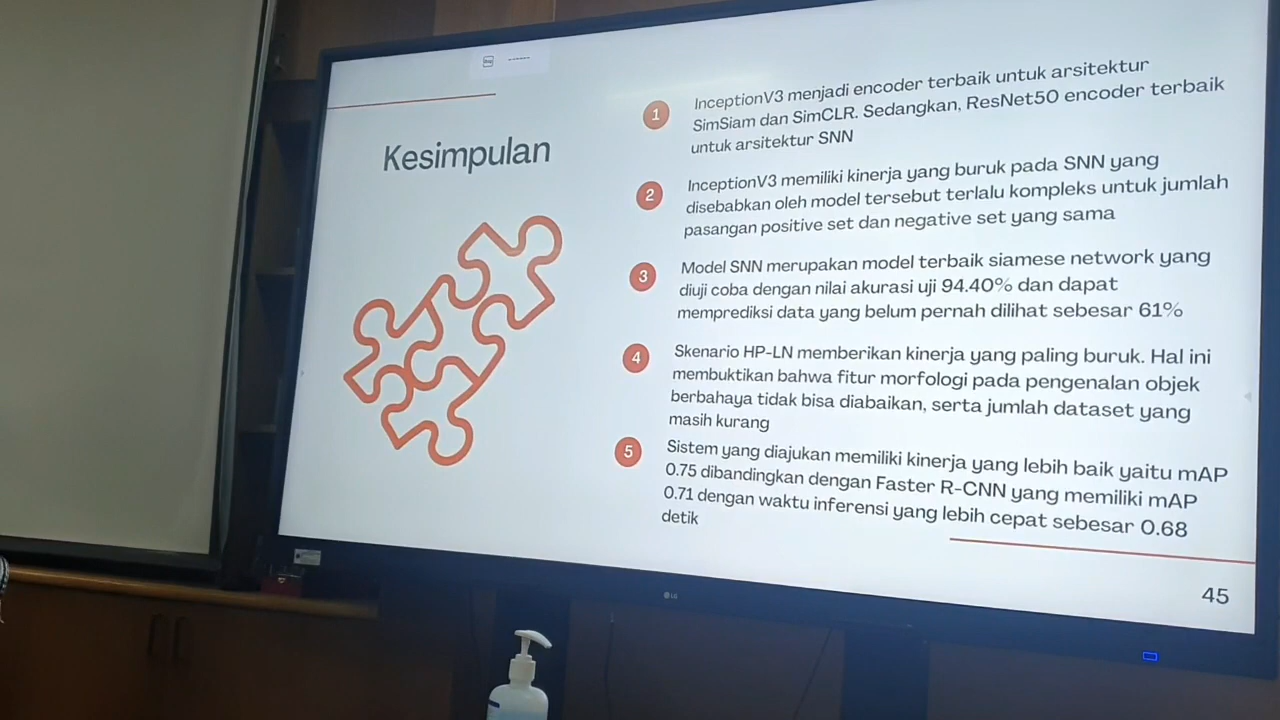 Kesimpulan
1
InceptionV3 menjadi encoder terbaik untuk arsitektur
SimSiam dan SimCLR. Sedangkan, ResNet50 encoder terbaik
untuk arsitektur SNN
2
InceptionV3 memiliki kinerja yang buruk pada SNN yang
disebabkan oleh model tersebut terlalu kompleks untuk jumlah
pasangan positive set dan negative set yang sama
3
Model SNN merupakan model terbaik siamese network yang
diuji coba dengan nilai akurasi uji 94.40% dan dapat
memprediksi data yang belum pernah dilihat sebesar 61%
4
Skenario HP-LN memberikan kinerja yang paling buruk. Hal ini
membuktikan bahwa fitur morfologi pada pengenalan objek
berbahaya tidak bisa diabaikan, serta jumlah dataset yang
masih kurang
5
Sistem yang diajukan memiliki kinerja yang lebih baik yaitu mAP
0.75 dibandingkan dengan Faster R-CNN yang memiliki mAP
0.71 dengan waktu inferensi yang lebih cepat sebesar 0.68
detik
45
LG